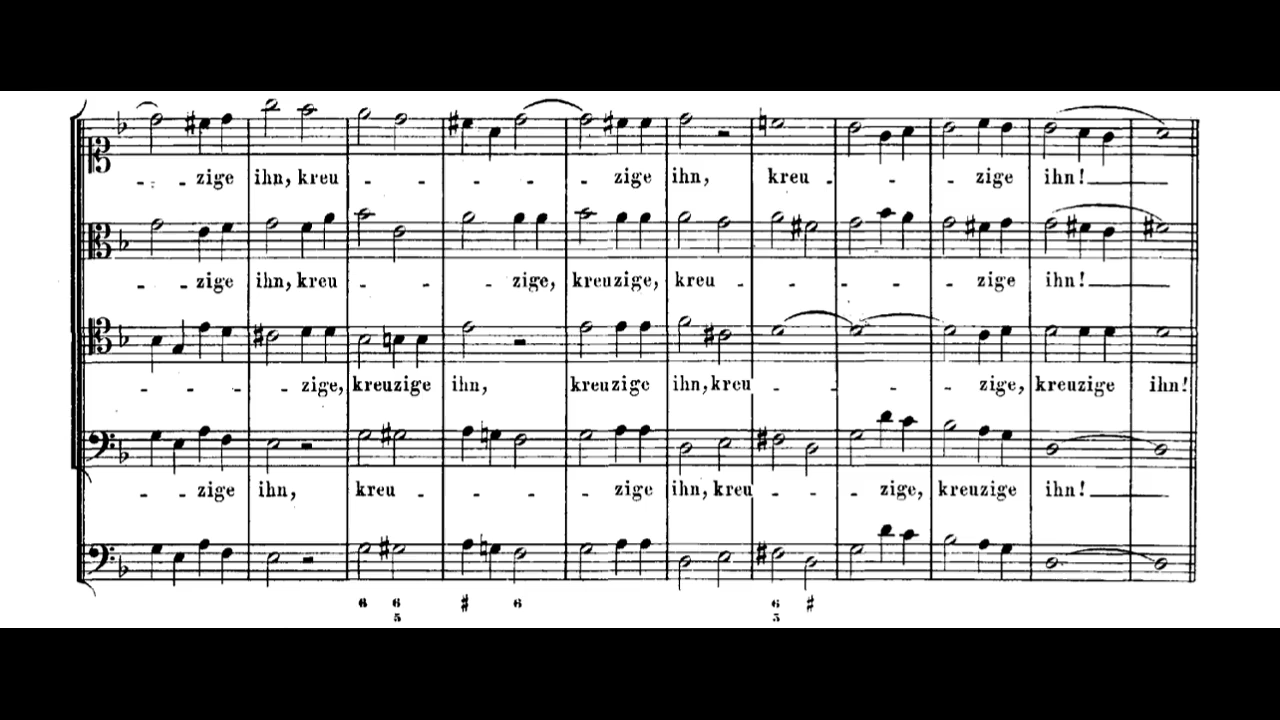 - - zige ihn, kreu - - - - - zige ihn, kreu - - zige ihn!
- - zige ihn, kreu - - - zige, kreuzige, kreu - - - - zige ihn!
- - - - zige, kreuzige ihn, kreuzige ihn, kreu - - - zige, kreuzige ihn!
- - zige ihn, kreu - - - - zige ihn, kreu - - zige, kreuzige ihn!
6 6 # 6 6 #
5 5